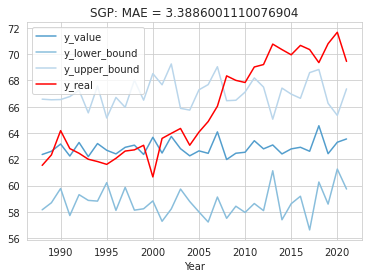 SGP: MAE = 3.3886001110076904
y_value
y_lower_bound
y_upper_bound
y_real
72
70
68
66
64
62
60
58
56
1990
1995
2000
2005
2010
2015
2020
Year